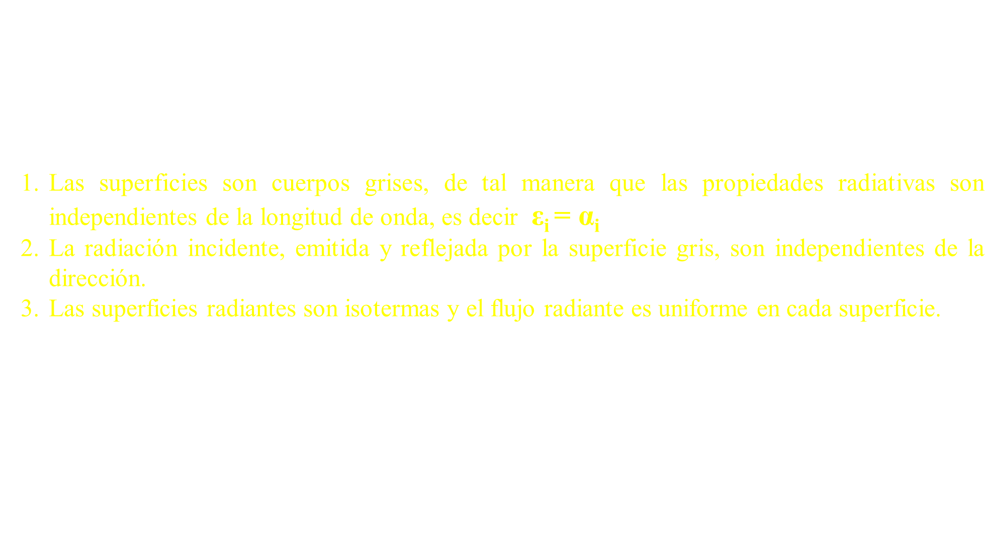 1. Las superficies son cuerpos grises, de tal manera que las propiedades radiativas son
independientes de la longitud de onda, es decir εᵢ = αᵢ
2. La radiación incidente, emitida y reflejada por la superficie gris, son independientes de la
dirección.
3. Las superficies radiantes son isotermas y el flujo radiante es uniforme en cada superficie.